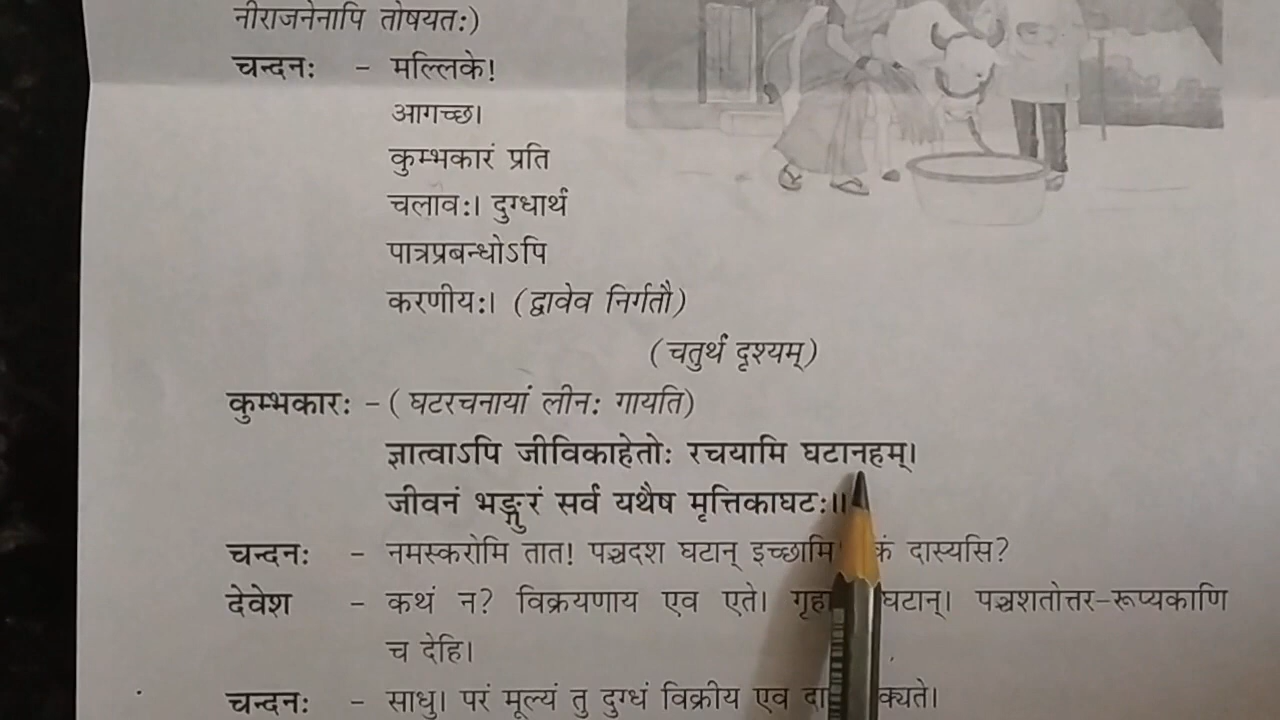 नीराजनेनापि तोषयतः)
चन्दनः - मल्लिके!
आगच्छ।
कुम्भकारं प्रति
चलावः। दुग्धार्थं
पात्रप्रबन्धोऽपि
करणीयः। (द्वावेव निर्गतौ)
(चतुर्थं दृश्यम्)
कुम्भकारः - ( घटरचनायां लीनः गायति)
ज्ञात्वाऽपि जीविकाहेतोः रचयामि घटानहम्।
जीवनं भङ्गुरं सर्वं यथैष मृत्तिकाघटः॥
चन्दनः - नमस्करोमि तात! पञ्चदश घटान् इच्छामि दास्यसि?
देवेश - कथं न? विक्रयणाय एव एते। घटान्। पञ्चशतोत्तर-रूप्यकाणि
च देहि।
चन्दनः - साधु। परं मूल्यं तु दुग्धं विक्रीय एव